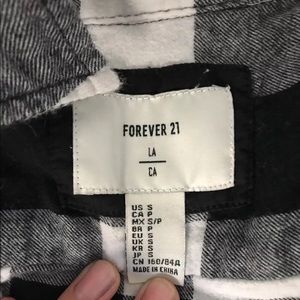 FOREVER 21
LA
CA
US S
CA P
MX S/P
BR P
EU S
UK S
KR S
JP S
CN 160/84A
MADE IN CHINA